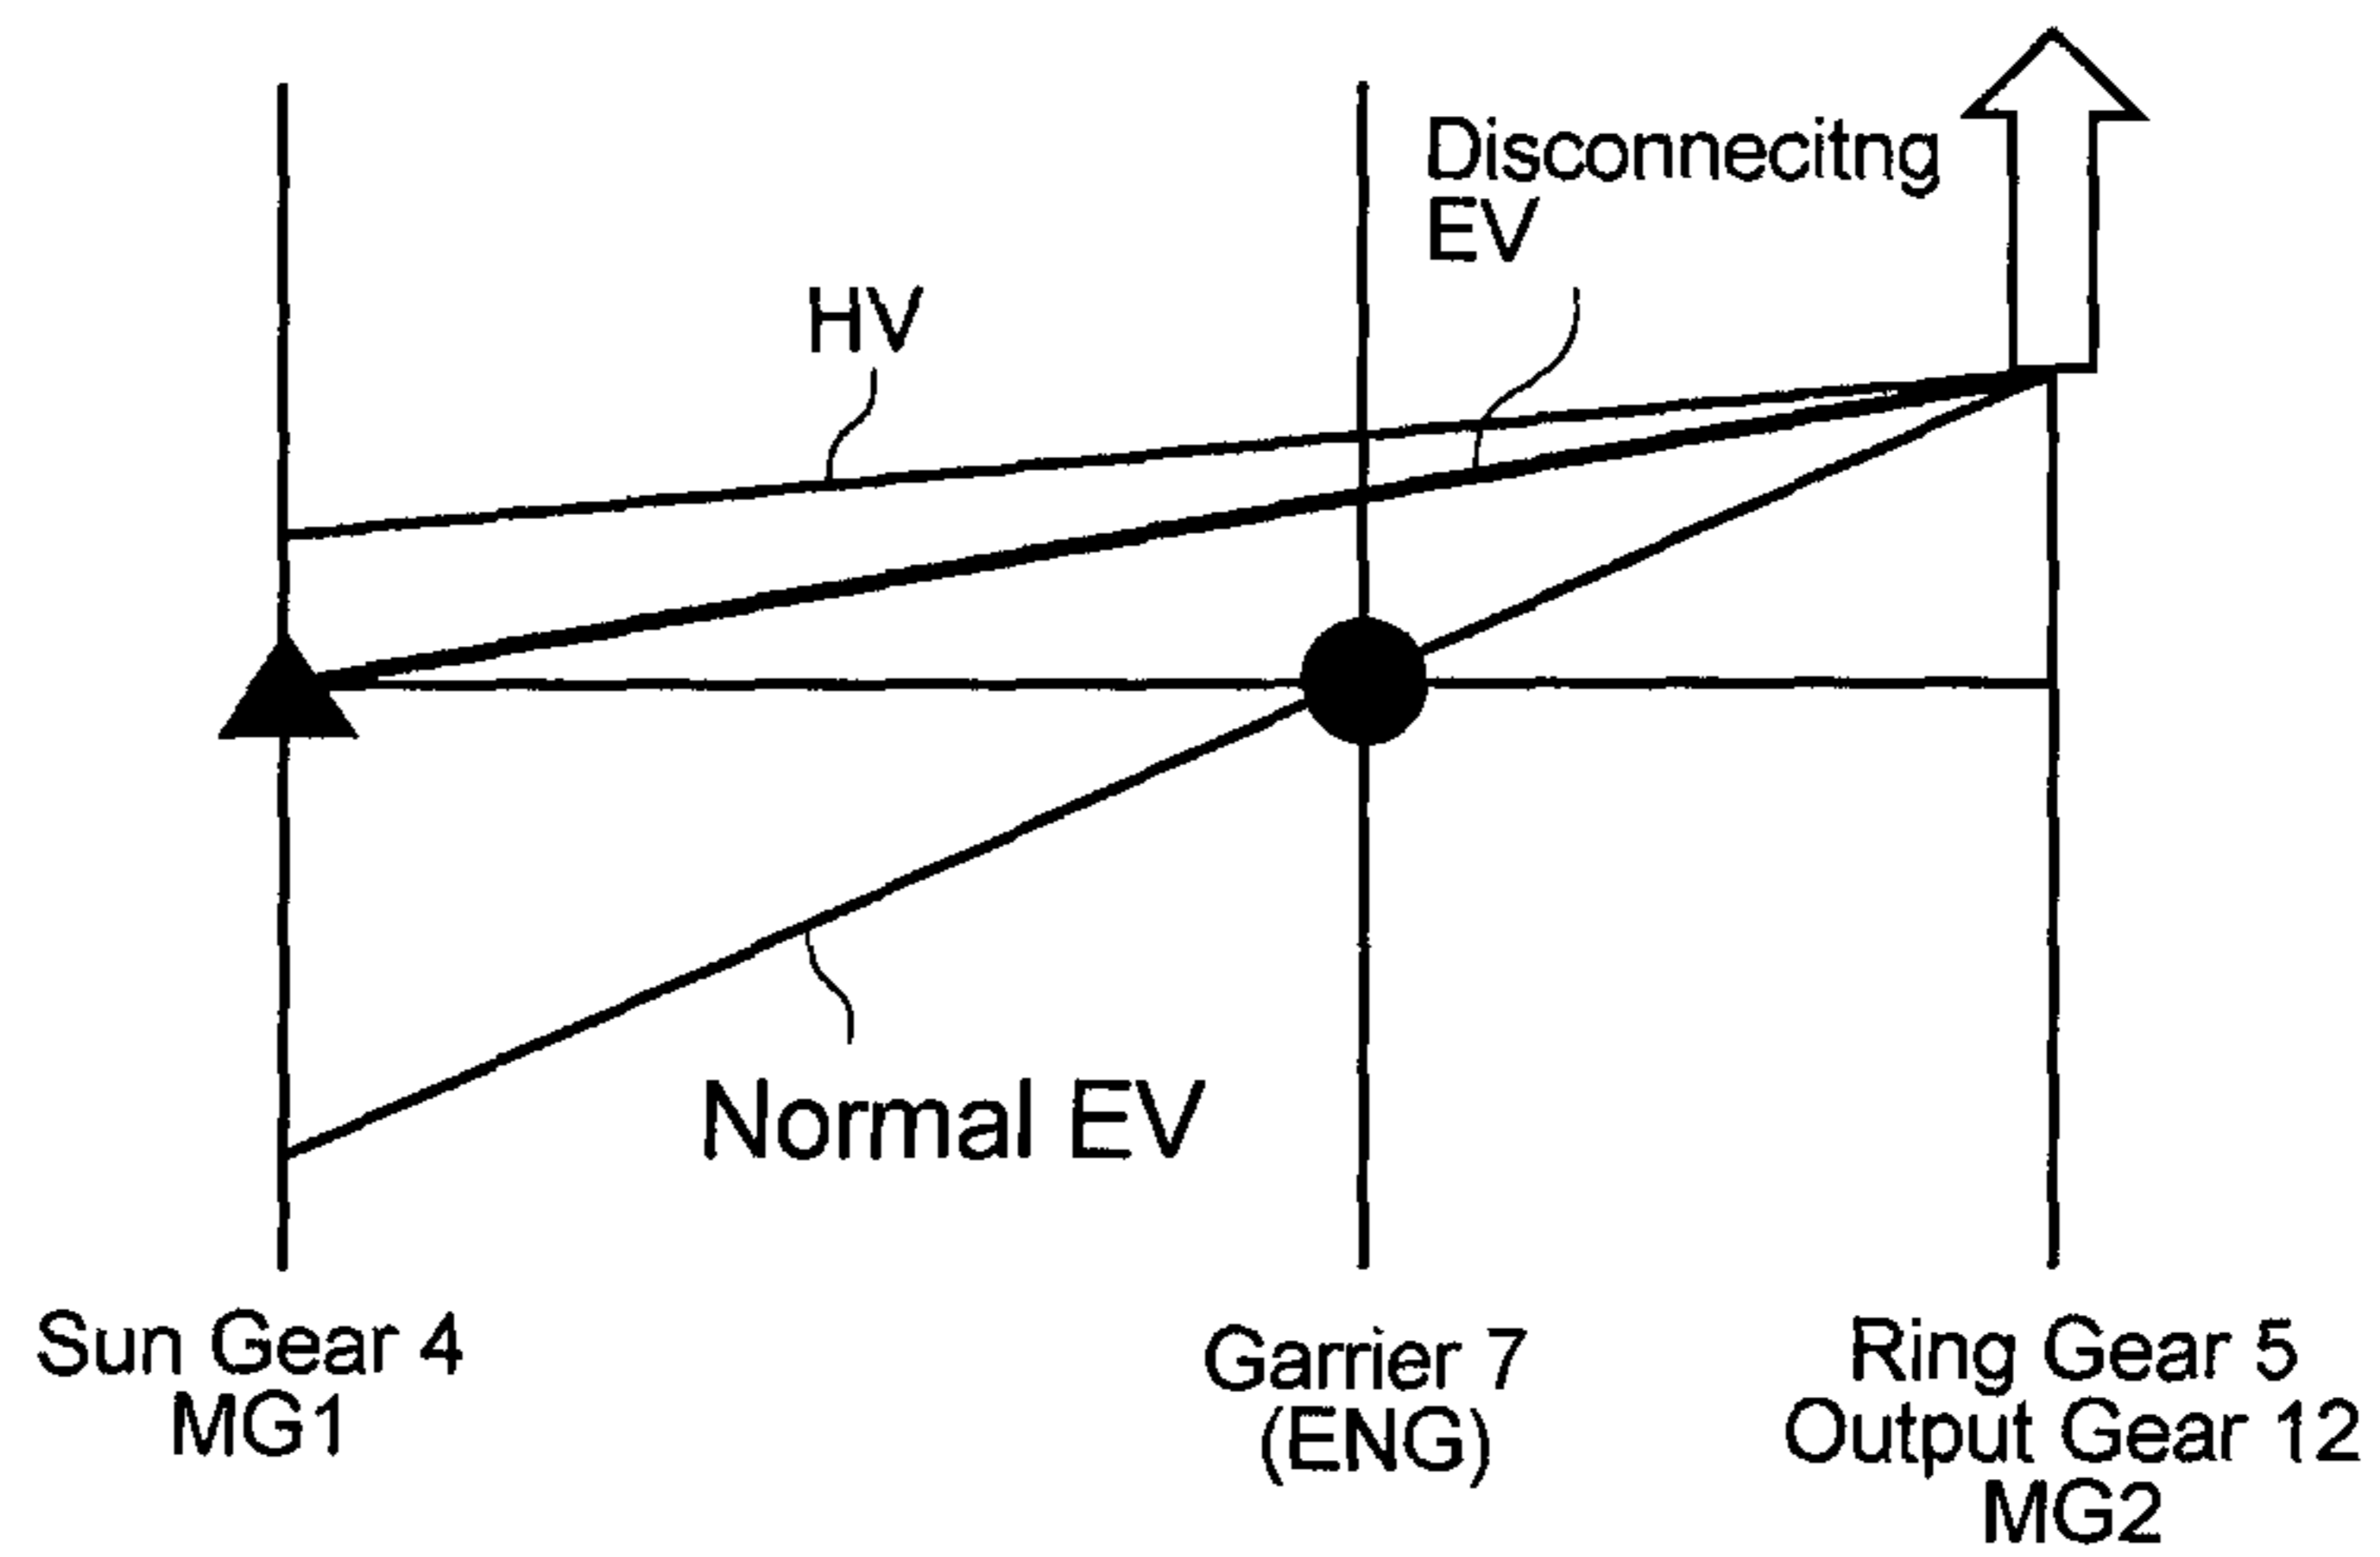 Disconnecitng
EV
HV
Normal EV
Sun Gear 4
MG1
Garrier 7
(ENG)
Ring Gear 5
Output Gear 12
MG2